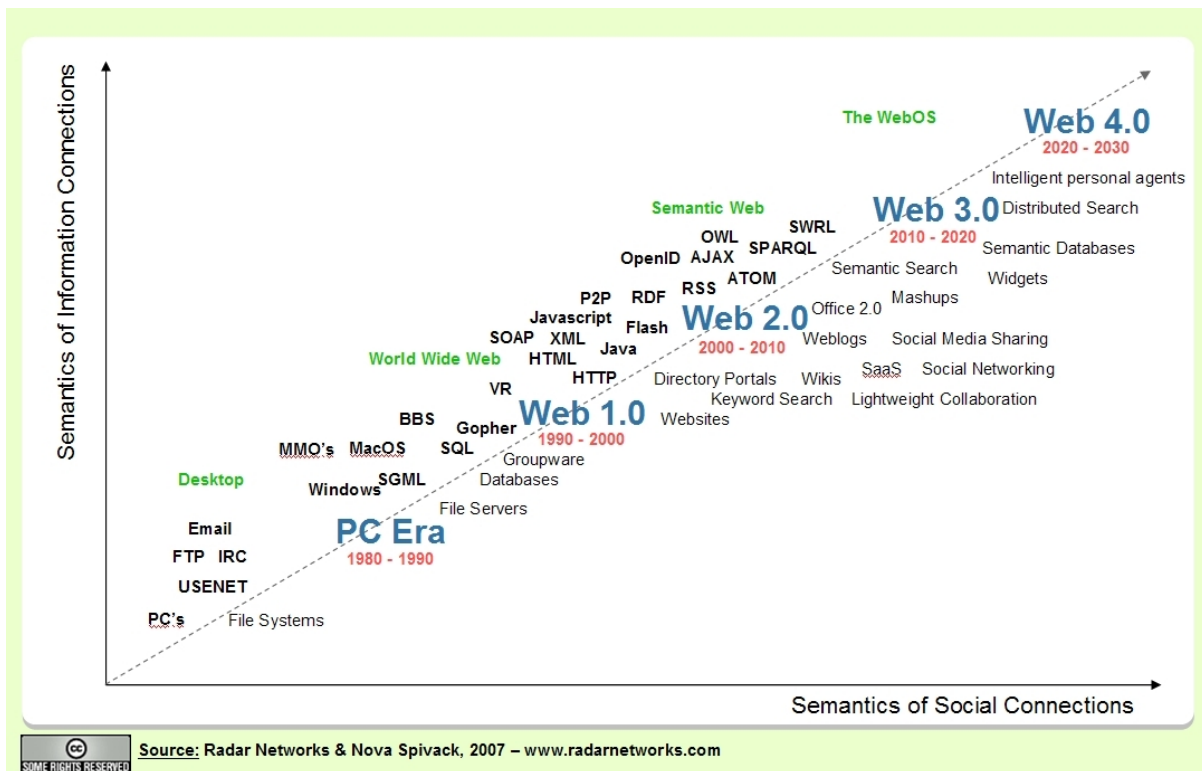 Semantics of Information Connections
The WebOS
Web 4.0
2020 - 2030
Intelligent personal agents
Semantic Web
Web 3.0
Distributed Search
2010 - 2020
SWRL
OWL
SPARQL
Semantic Databases
OpenID
AJAX
Semantic Search
Widgets
ATOM
RSS
P2P
RDF
Mashups
Office 2.0
Javascript
Web 2.0
Flash
SOAP
XML
Weblogs
Social Media Sharing
Java
2000 - 2010
World Wide Web
HTML
SaaS
Social Networking
HTTP
Directory Portals
Wikis
VR
Keyword Search
Lightweight Collaboration
Web 1.0
Websites
BBS
Gopher
1990 - 2000
MMO's
MacOS
SQL
Groupware
Desktop
SGML
Databases
Windows
File Servers
Email
PC Era
FTP
IRC
1980 - 1990
USENET
PC's
File Systems
Semantics of Social Connections
cc
SOME RIGHTS RESERVED
Source: Radar Networks & Nova Spivack, 2007 – www.radarnetworks.com